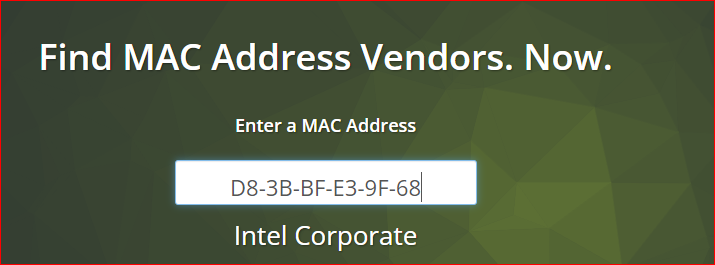 Find MAC Address Vendors. Now.
Enter a MAC Address
D8-3B-BF-E3-9F-68
Intel Corporate